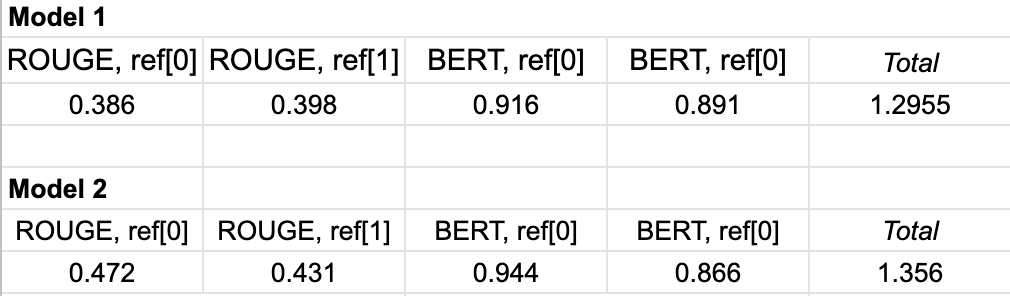 Model 1
ROUGE, ref[0] ROUGE, ref[1] BERT, ref[0] BERT, ref[0] Total
0.386 0.398 0.916 0.891 1.2955
Model 2
ROUGE, ref[0] ROUGE, ref[1] BERT, ref[0] BERT, ref[0] Total
0.472 0.431 0.944 0.866 1.356